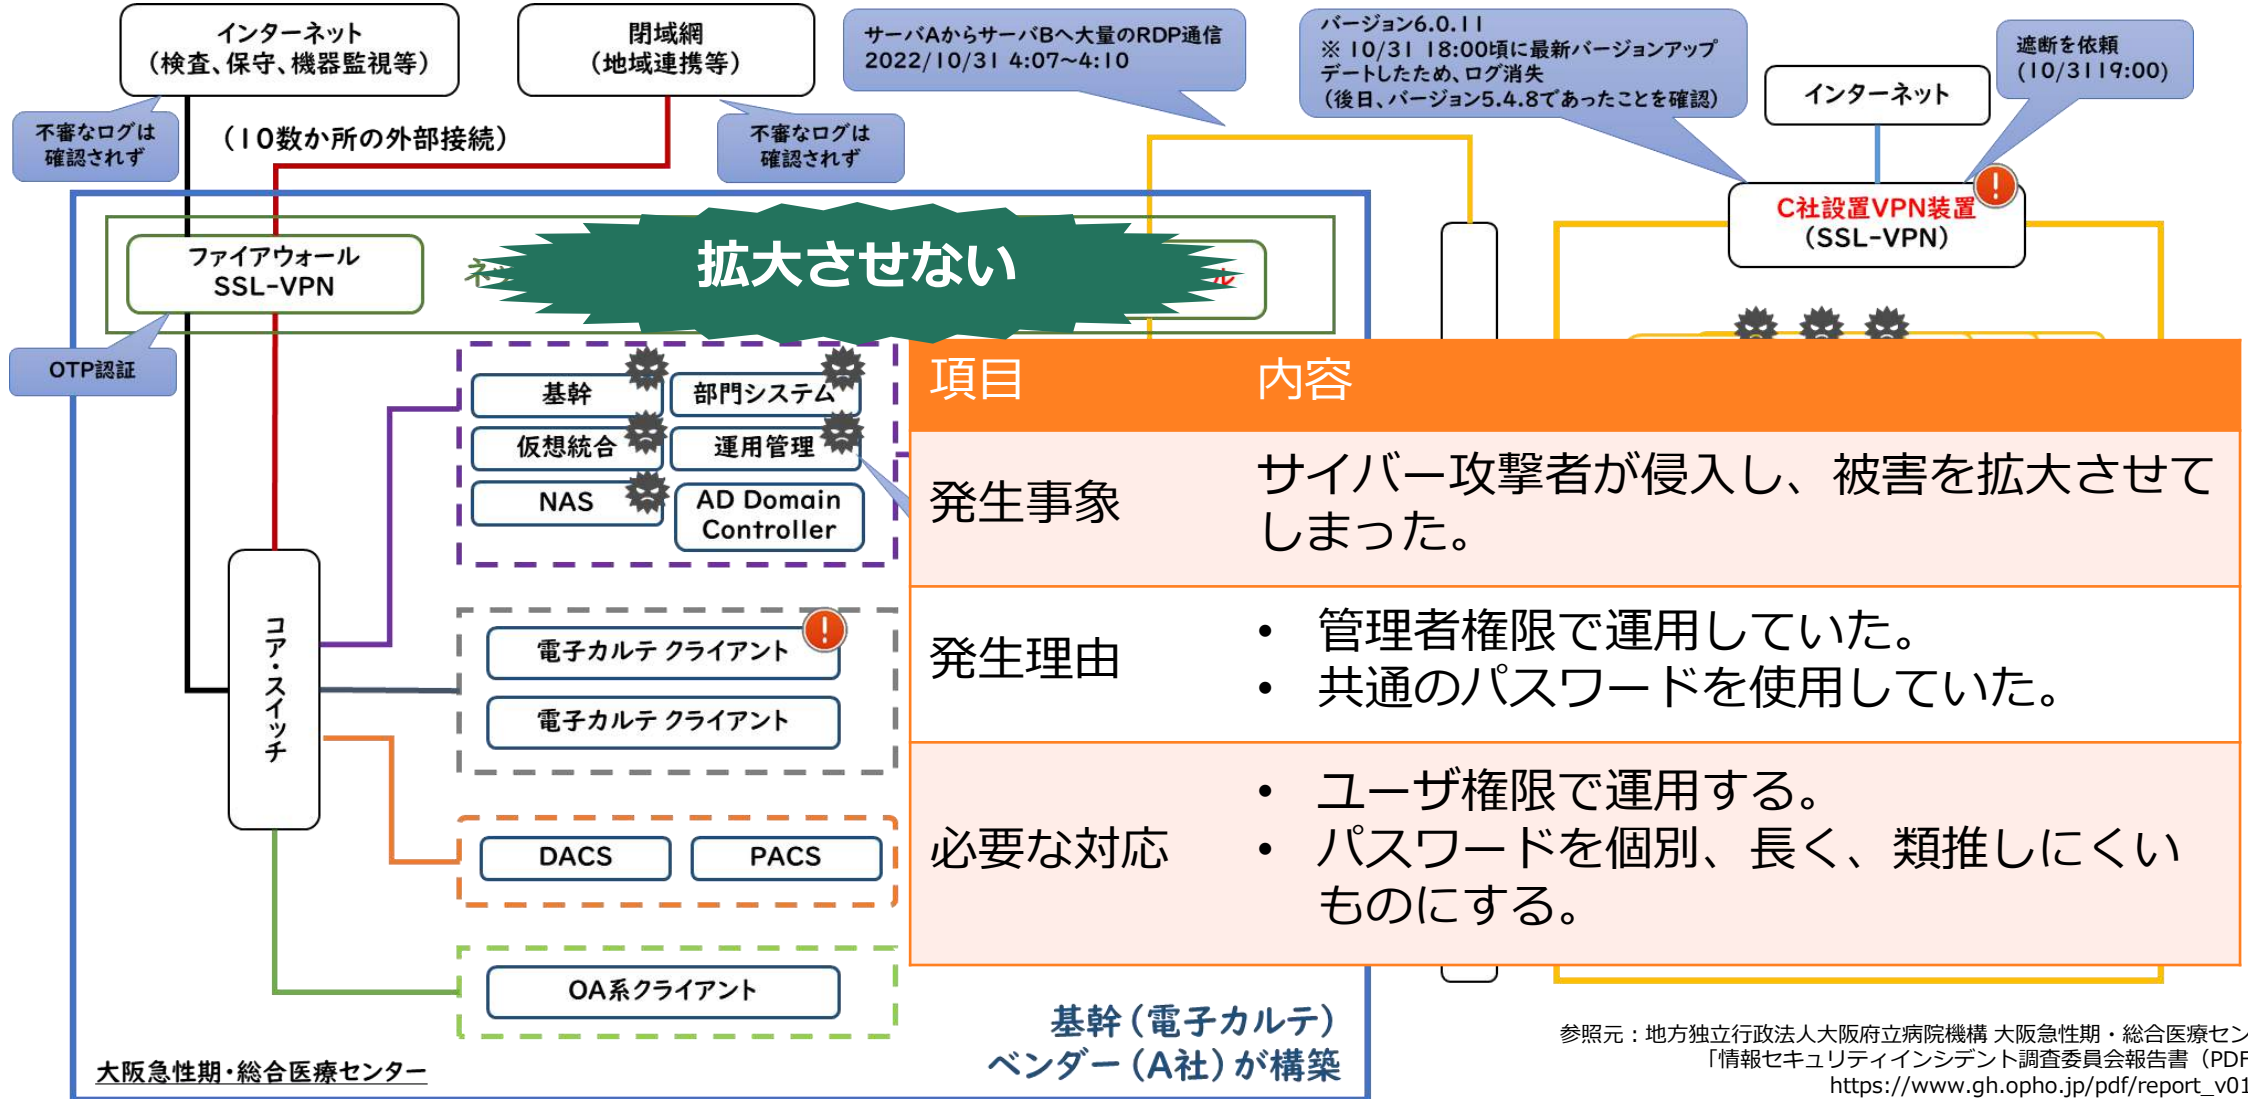 インターネット
（検査、保守、機器監視等）
閉域網
（地域連携等）
サーバAからサーバBへ大量のRDP通信
2022/10/31 4:07～4:10
バージョン6.0.11
※ 10/31 18:00頃に最新バージョンアップ
デートしたため、ログ消失
（後日、バージョン5.4.8であったことを確認）
遮断を依頼
(10/3119:00)
インターネット
不審なログは
確認されず
（10数か所の外部接続）
不審なログは
確認されず
C社設置VPN装置
（SSL-VPN）
ファイアウォール
SSL-VPN
拡大させない
OTP認証
基幹
部門システム
仮想統合
運用管理
NAS
AD Domain
Controller
コア・スイッチ
電子カルテ クライアント
電子カルテ クライアント
DACS
PACS
OA系クライアント
項目
内容
発生事象
サイバー攻撃者が侵入し、被害を拡大させて
しまった。
発生理由
• 管理者権限で運用していた。
• 共通のパスワードを使用していた。
必要な対応
• ユーザ権限で運用する。
• パスワードを個別、長く、類推しにくい
ものにする。
基幹（電子カルテ）
ベンダー（A社）が構築
大阪急性期・総合医療センター
参照元：地方独立行政法人大阪府立病院機構 大阪急性期・総合医療セン
「情報セキュリティインシデント調査委員会報告書（PDF
https://www.gh.opho.jp/pdf/report_v01